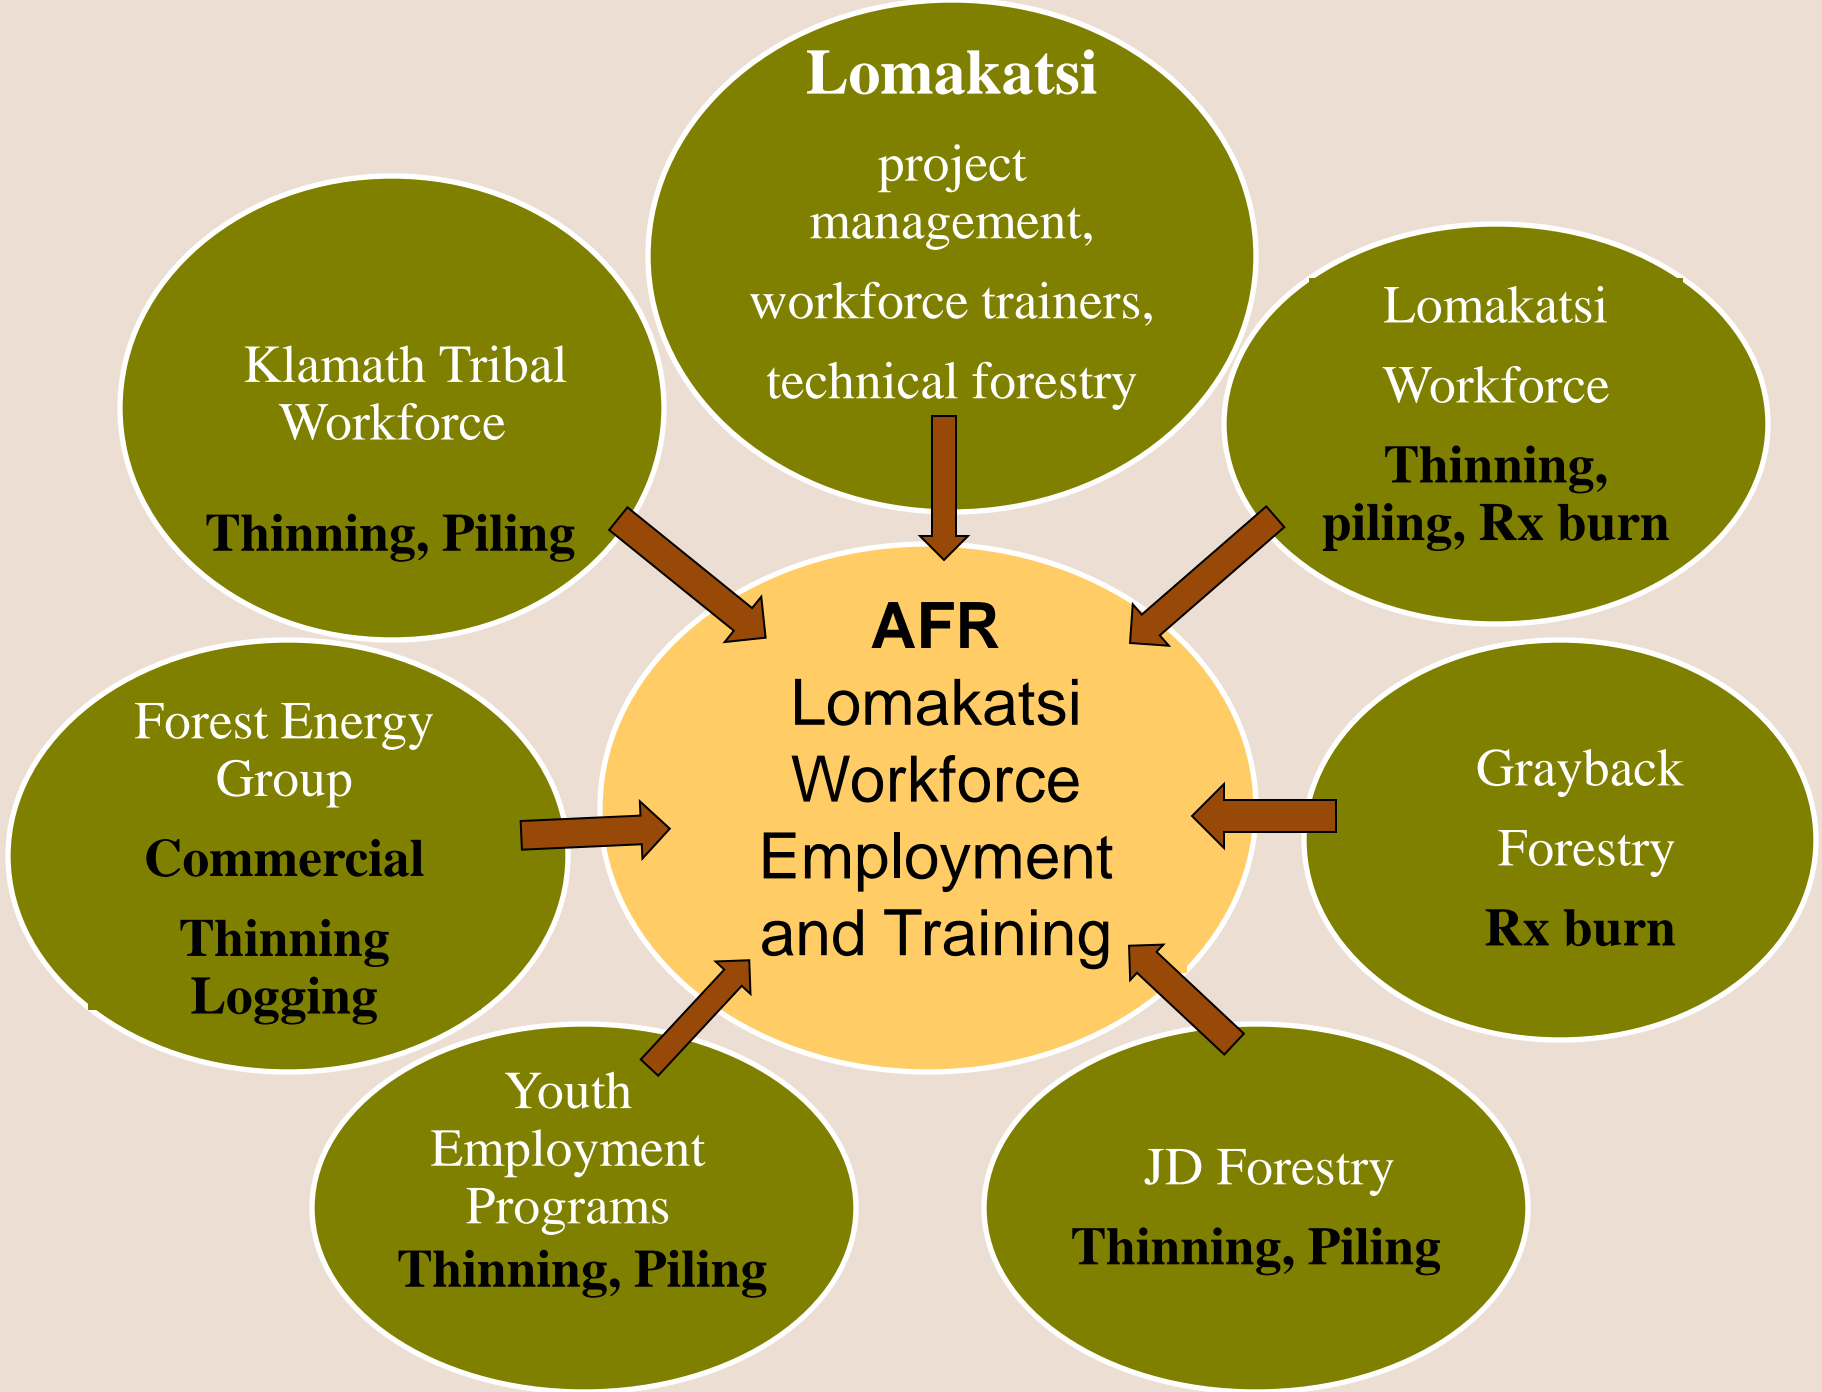 Lomakatsi
project
management,
workforce trainers,
technical forestry
Klamath Tribal
Workforce
Thinning, Piling
Lomakatsi
Workforce
Thinning,
piling, Rx burn
AFR
Lomakatsi
Workforce
Employment
and Training
Forest Energy
Group
Commercial
Thinning
Logging
Grayback
Forestry
Rx burn
Youth
Employment
Programs
Thinning, Piling
JD Forestry
Thinning, Piling